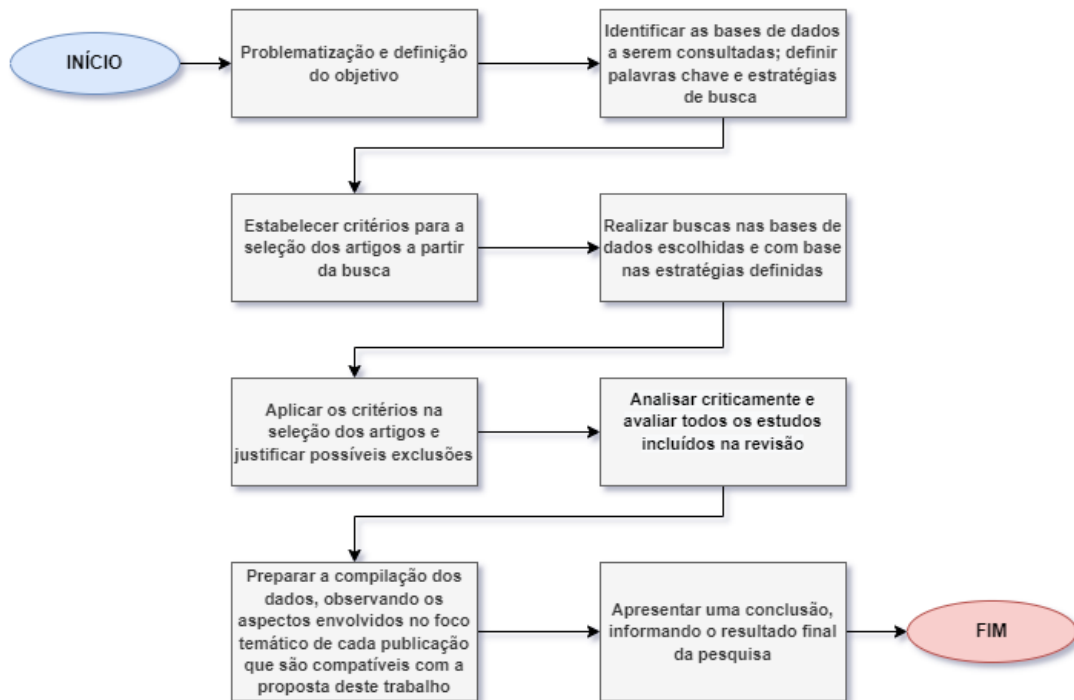 INÍCIO
Problematização e definição
do objetivo
Identificar as bases de dados
a serem consultadas; definir
palavras chave e estratégias
de busca
Estabelecer critérios para a
seleção dos artigos a partir
da busca
Realizar buscas nas bases de
dados escolhidas e com base
nas estratégias definidas
Aplicar os critérios na
seleção dos artigos e
justificar possíveis exclusões
Analisar criticamente e
avaliar todos os estudos
incluídos na revisão
Preparar a compilação dos
dados, observando os
aspectos envolvidos no foco
temático de cada publicação
que são compatíveis com a
proposta deste trabalho
Apresentar uma conclusão,
informando o resultado final
da pesquisa
FIM